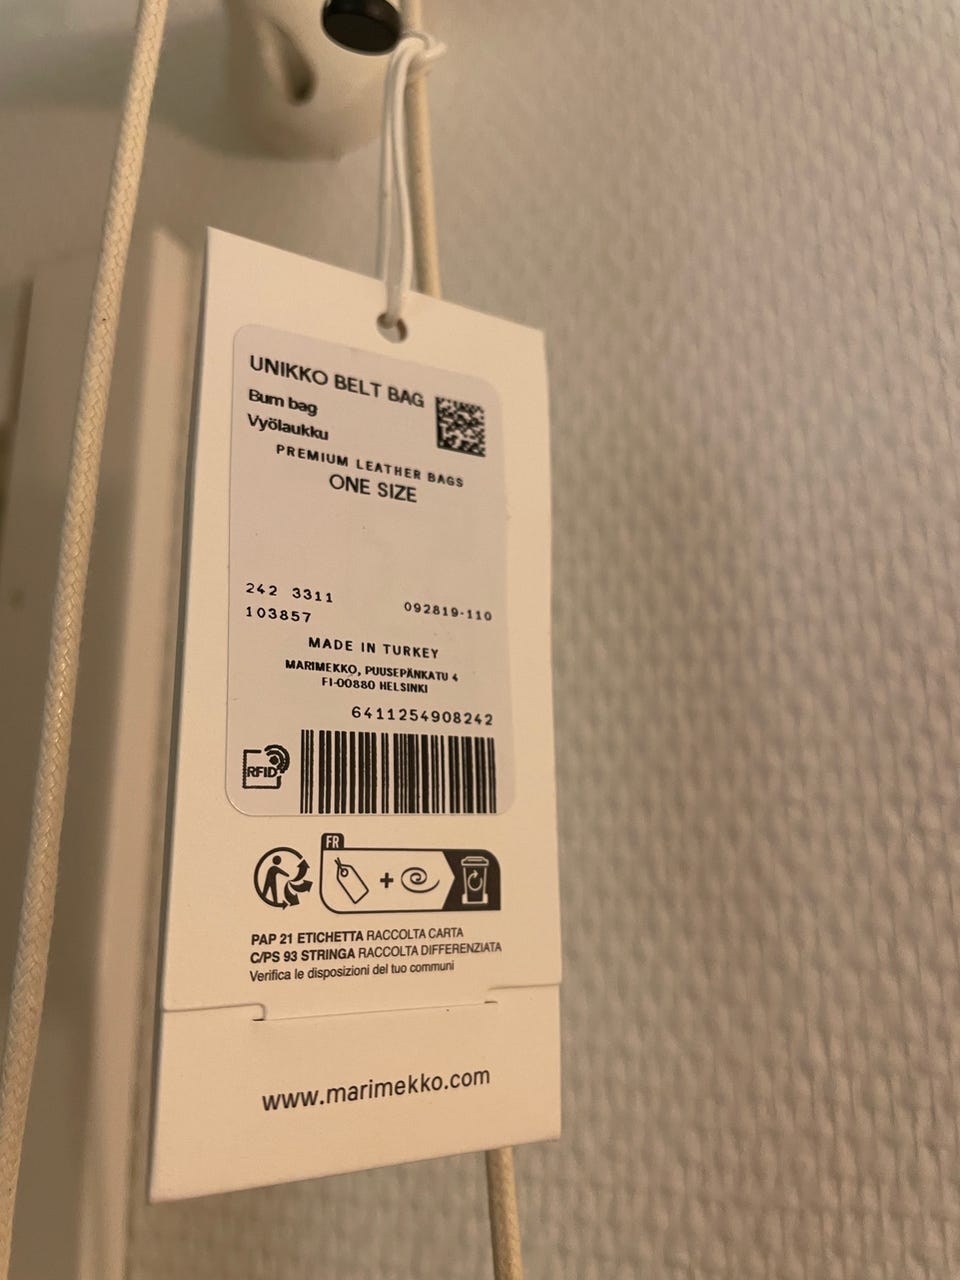 UNIKKO BELT BAG
Bum bag
Vyölaukku
PREMIUM LEATHER BAGS
ONE SIZE
242 3311
103857
092819-110
MADE IN TURKEY
MARIMEKKO, PUUSEPÄNKATU 4
FI-00880 HELSINKI
6411254908242
RFID
FR
+
PAP 21 ETICHETTA RACCOLTA CARTA
C/PS 93 STRINGA RACCOLTA DIFFERENZIATA
Verifica le disposizioni del tuo communi
www.marimekko.com